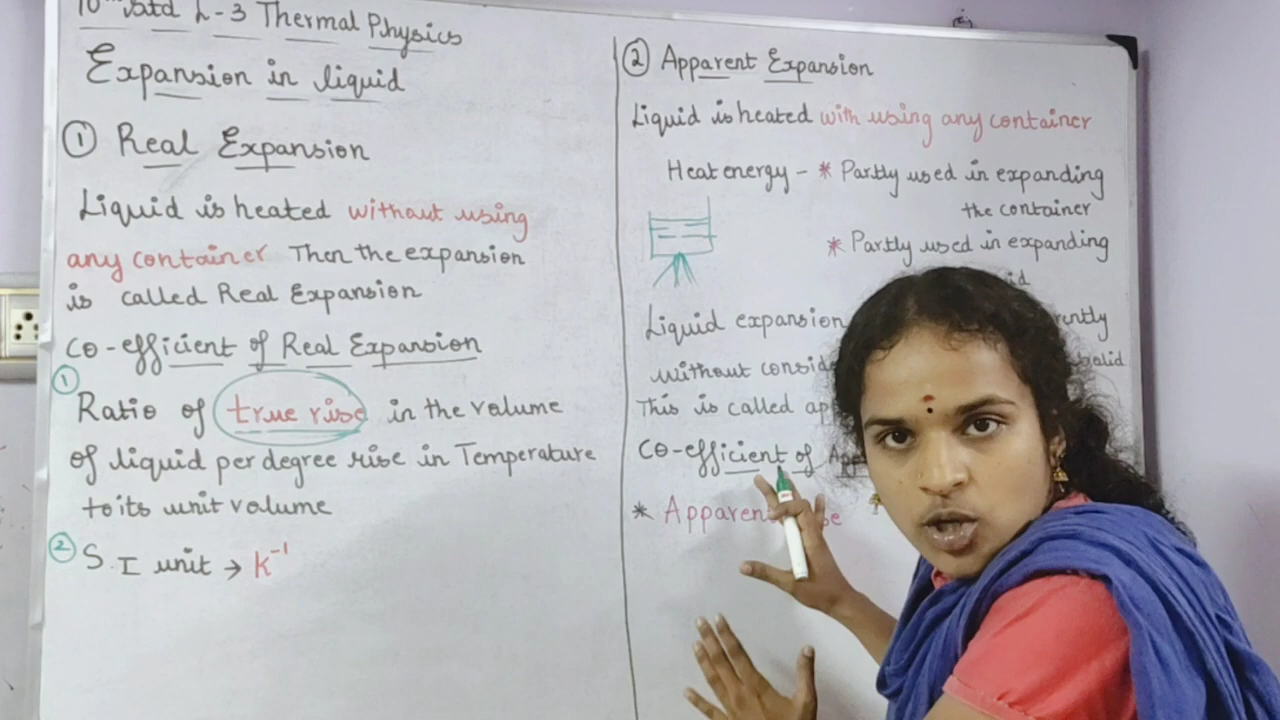 10th Std L-3 Thermal Physics
Expansion in liquid
① Real Expansion
Liquid is heated without using
any container Then the expansion
is called Real Expansion
co-efficient of Real Expansion
①
Ratio of true rise in the volume
of liquid per degree rise in Temperature
to its unit volume
② S.I unit → K⁻¹
② Apparent Expansion
Liquid is heated with using any container
Heat energy - * Partly used in expanding
the container
* Partly used in expanding
Liquid expansion
without
This is called
co-efficient of
* Apparent